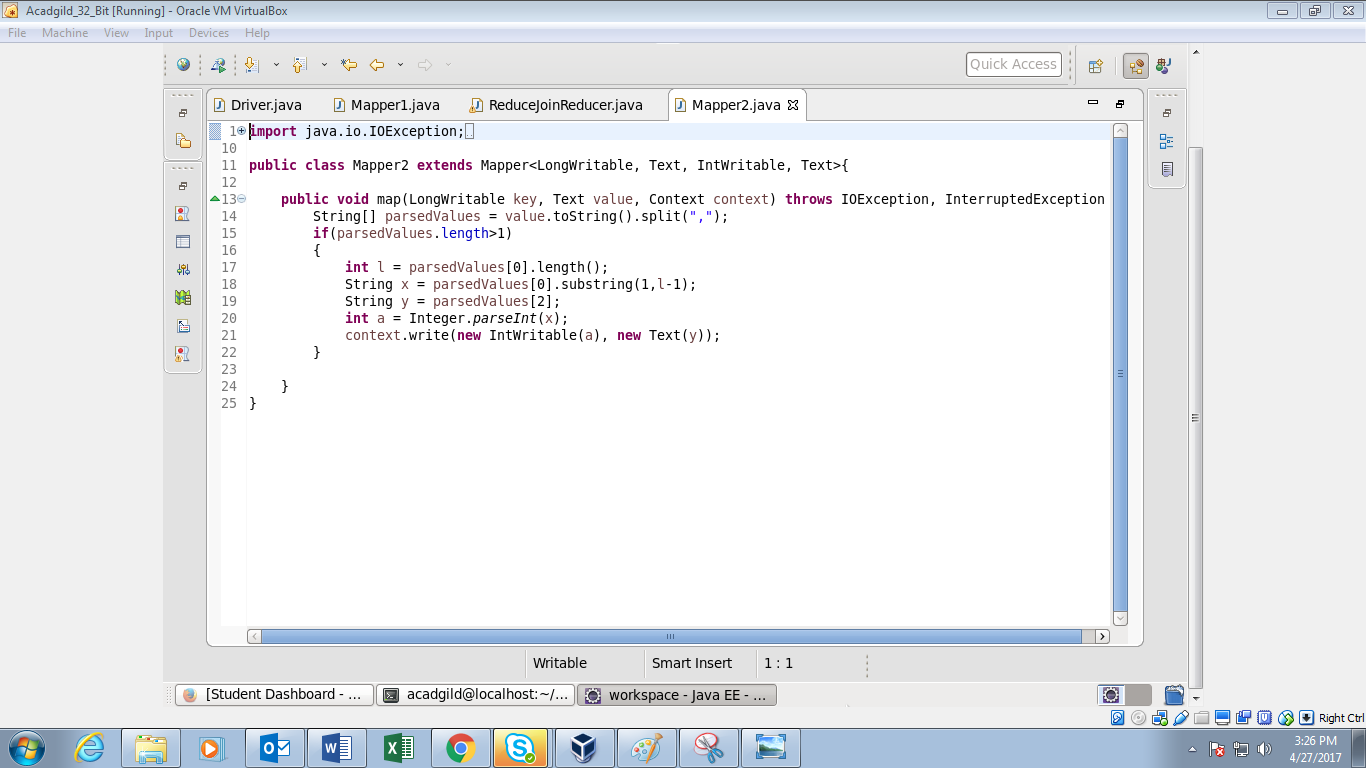 Acadgild_32_Bit [Running] - Oracle VM VirtualBox
File Machine View Input Devices Help
Quick Access
Driver.java Mapper1.java ReduceJoinReducer.java Mapper2.java
1 import java.io.IOException;
10
11 public class Mapper2 extends Mapper<LongWritable, Text, IntWritable, Text>{
12
13 public void map(LongWritable key, Text value, Context context) throws IOException, InterruptedException
14 String[] parsedValues = value.toString().split(",");
15 if(parsedValues.length>1)
16 {
17 int l = parsedValues[0].length();
18 String x = parsedValues[0].substring(1,l-1);
19 String y = parsedValues[2];
20 int a = Integer.parseInt(x);
21 context.write(new IntWritable(a), new Text(y));
22 }
23
24 }
25 }
Writable Smart Insert 1 : 1
[Student Dashboard - ... acadgild@localhost:~/... workspace - Java EE - ...
Right Ctrl
3:26 PM
4/27/2017